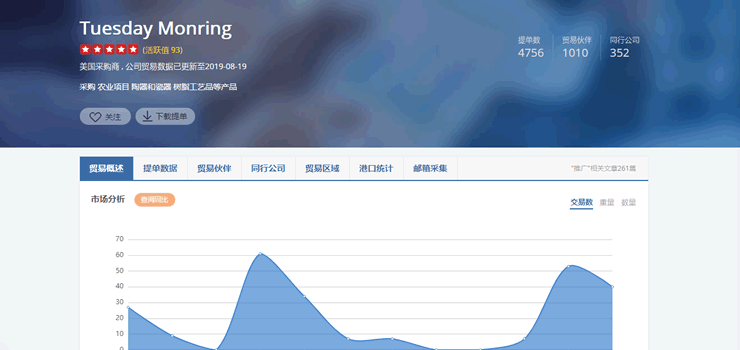 Tuesday Monring
(活跃值 93)
提单数 贸易伙伴 同行公司
4756 1010 352
美国采购商 , 公司贸易数据已更新至2019-08-19
采购 农业项目 陶器和瓷器 树脂工艺品等产品
关注 下载提单
贸易概述 提单数据 贸易伙伴 同行公司 贸易区域 港口统计 邮箱采集 "推广"相关文章261篇
市场分析 查询同比 交易数 重量 数量
70
60
50
40
30
20
10
0